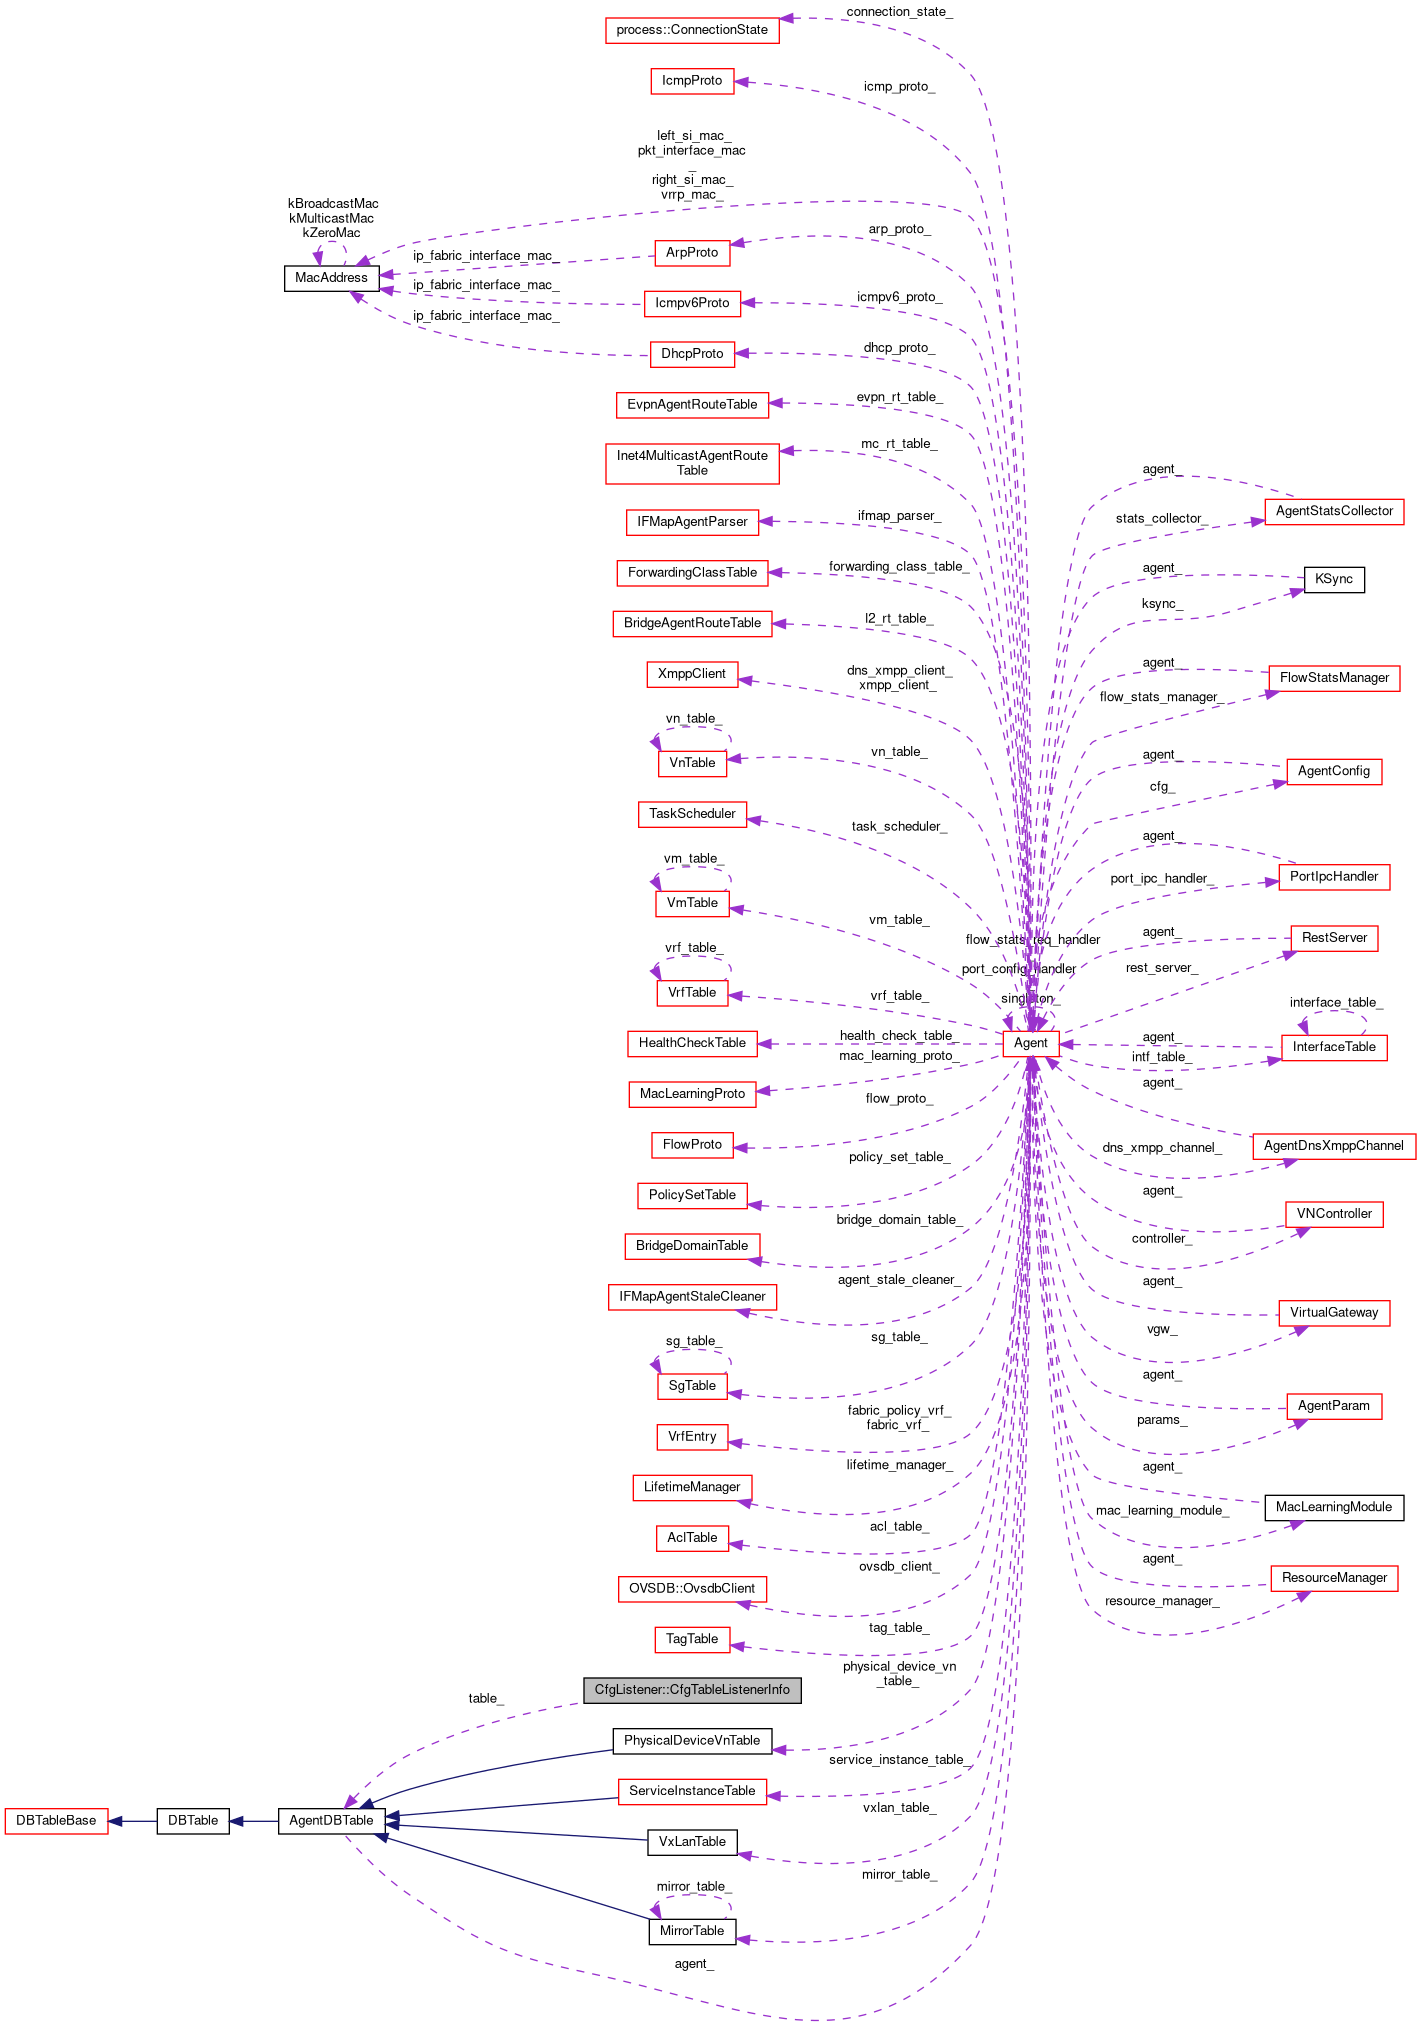 connection_state_
process::ConnectionState
IcmpProto
icmp_proto_
left_si_mac_
pkt_interface_mac
_
right_si_mac_
vrrp_mac_
kBroadcastMac
kMulticastMac
kZeroMac
MacAddress
ip_fabric_interface_mac_
ArpProto
arp_proto_
ip_fabric_interface_mac_
Icmpv6Proto
icmpv6_proto_
ip_fabric_interface_mac_
DhcpProto
dhcp_proto_
EvpnAgentRouteTable
evpn_rt_table_
Inet4MulticastAgentRoute
Table
mc_rt_table_
IFMapAgentParser
ifmap_parser_
ForwardingClassTable
forwarding_class_table_
BridgeAgentRouteTable
l2_rt_table_
XmppClient
dns_xmpp_client_
xmpp_client_
vn_table_
VnTable
vn_table_
TaskScheduler
task_scheduler_
vm_table_
VmTable
vm_table_
vrf_table_
VrfTable
vrf_table_
HealthCheckTable
health_check_table_
MacLearningProto
mac_learning_proto_
FlowProto
flow_proto_
PolicySetTable
policy_set_table_
BridgeDomainTable
bridge_domain_table_
IFMapAgentStaleCleaner
agent_stale_cleaner_
sg_table_
SgTable
sg_table_
VrfEntry
fabric_policy_vrf_
fabric_vrf_
LifetimeManager
lifetime_manager_
AclTable
acl_table_
OVSDB::OvsdbClient
ovsdb_client_
TagTable
tag_table_
CfgListener::CfgTableListenerInfo
table_
PhysicalDeviceVnTable
physical_device_vn
_table_
ServiceInstanceTable
service_instance_table_
DBTableBase
DBTable
AgentDBTable
VxLanTable
vxlan_table_
mirror_table_
MirrorTable
mirror_table_
agent_
flow_stats_req_handler
_
port_config_handler
_
singleton_
Agent
agent_
stats_collector_
AgentStatsCollector
agent_
ksync_
KSync
agent_
flow_stats_manager_
FlowStatsManager
agent_
cfg_
AgentConfig
agent_
port_ipc_handler_
PortIpcHandler
agent_
rest_server_
RestServer
interface_table_
agent_
intf_table_
InterfaceTable
agent_
dns_xmpp_channel_
AgentDnsXmppChannel
agent_
controller_
VNController
agent_
vgw_
VirtualGateway
agent_
params_
AgentParam
agent_
mac_learning_module_
MacLearningModule
agent_
resource_manager_
ResourceManager